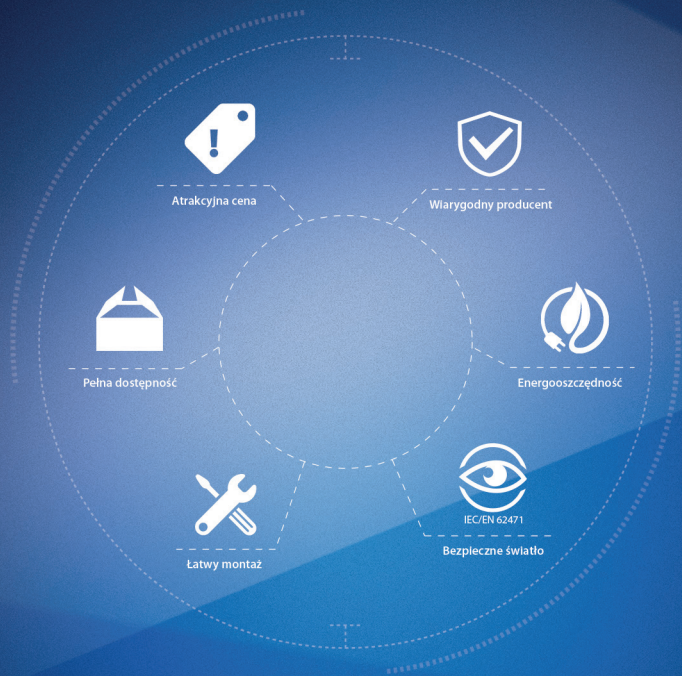 Atrakcyjna cena
Wiarygodny producent
Pełna dostępność
Energooszczędność
IEC/EN 62471
Łatwy montaż
Bezpieczne światło